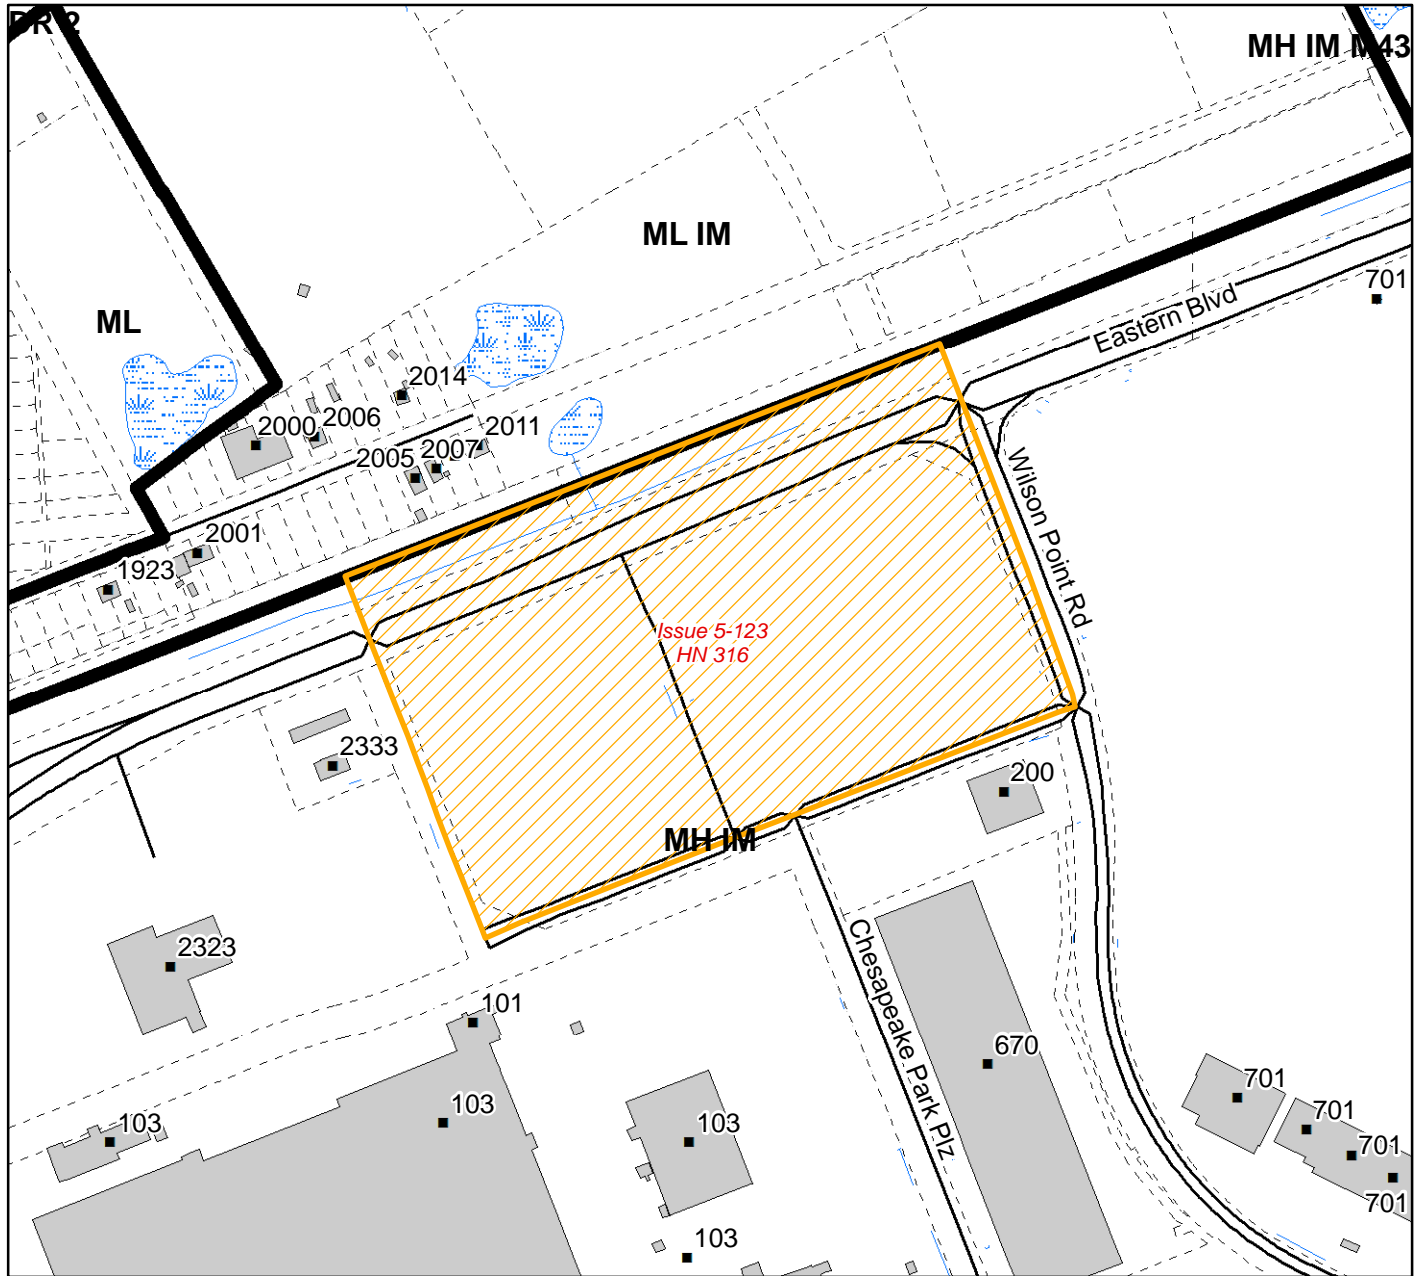 DR 2
MH IM M43
ML IM
701
Eastern Blvd
ML
2014
2006
2000
2011
2007
2005
2001
1923
Wilson Point Rd
Issue 5-123
HN 316
2333
200
MH IM
2323
Chesapeake Park Plz
101
670
103
103
103
701
701
701
701
103